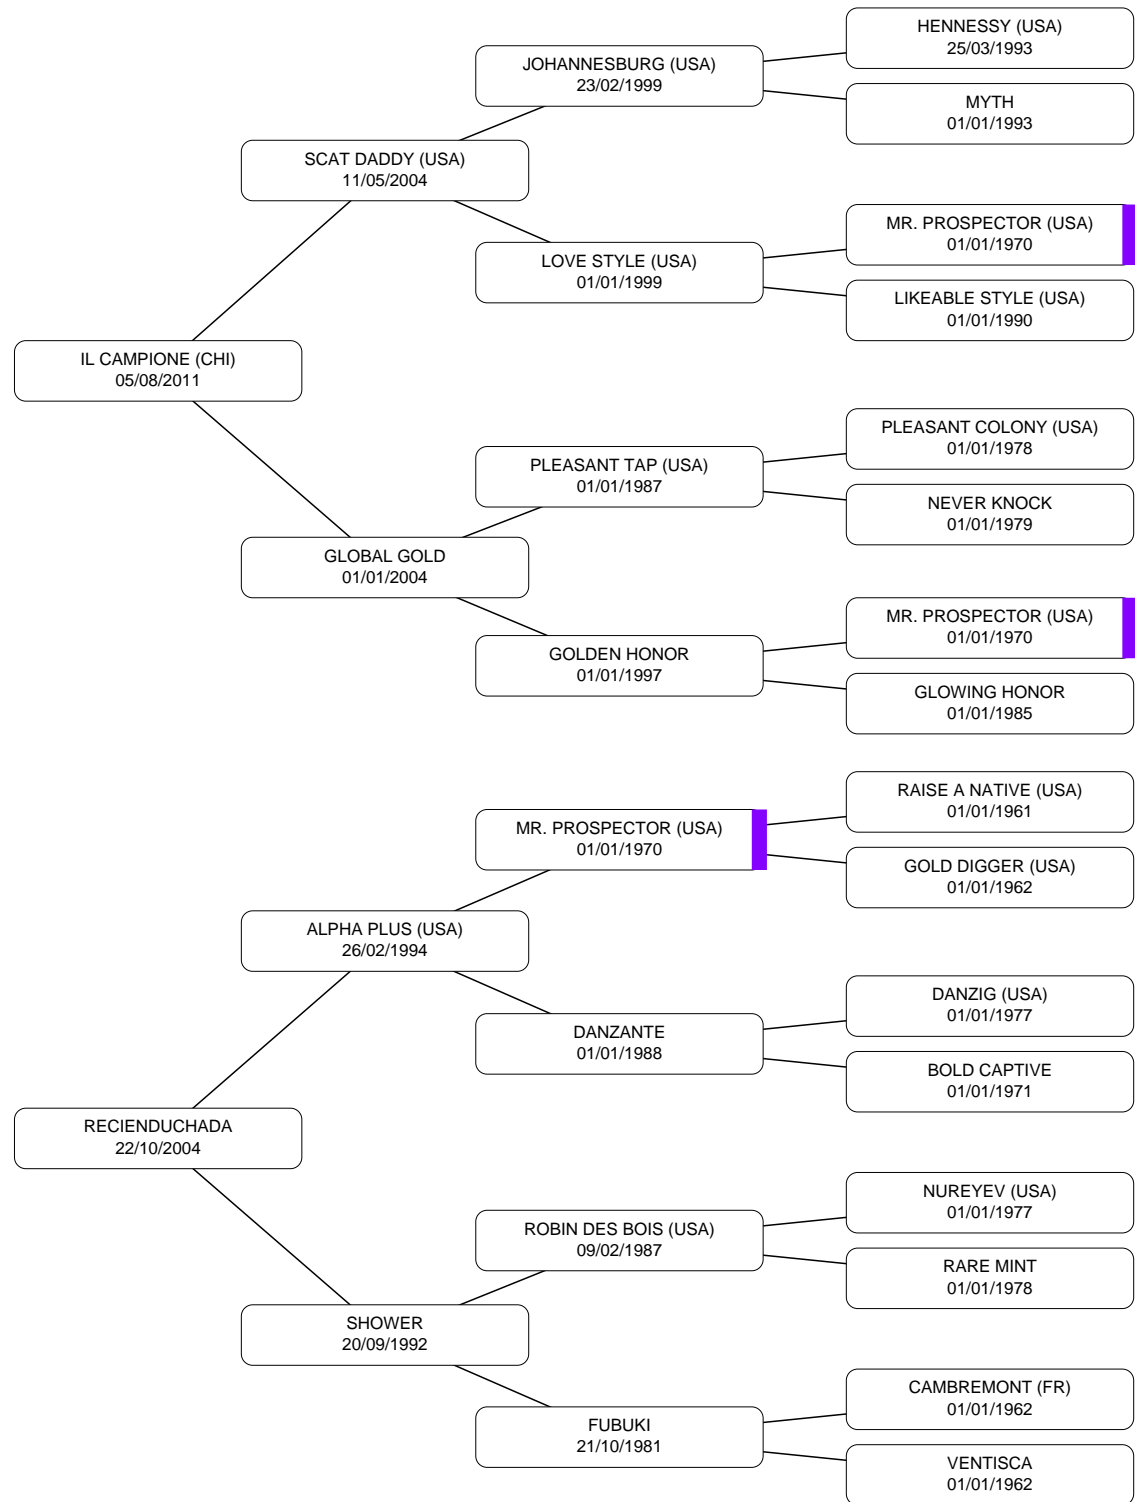 HENNESSY (USA)
25/03/1993
JOHANNESBURG (USA)
23/02/1999
MYTH
01/01/1993
SCAT DADDY (USA)
11/05/2004
MR. PROSPECTOR (USA)
01/01/1970
LOVE STYLE (USA)
01/01/1999
LIKEABLE STYLE (USA)
01/01/1990
IL CAMPIONE (CHI)
05/08/2011
PLEASANT COLONY (USA)
01/01/1978
PLEASANT TAP (USA)
01/01/1987
NEVER KNOCK
01/01/1979
GLOBAL GOLD
01/01/2004
MR. PROSPECTOR (USA)
01/01/1970
GOLDEN HONOR
01/01/1997
GLOWING HONOR
01/01/1985
RAISE A NATIVE (USA)
01/01/1961
MR. PROSPECTOR (USA)
01/01/1970
GOLD DIGGER (USA)
01/01/1962
ALPHA PLUS (USA)
26/02/1994
DANZIG (USA)
01/01/1977
DANZANTE
01/01/1988
BOLD CAPTIVE
01/01/1971
RECIENDUCHADA
22/10/2004
NUREYEV (USA)
01/01/1977
ROBIN DES BOIS (USA)
09/02/1987
RARE MINT
01/01/1978
SHOWER
20/09/1992
CAMBREMONT (FR)
01/01/1962
FUBUKI
21/10/1981
VENTISCA
01/01/1962